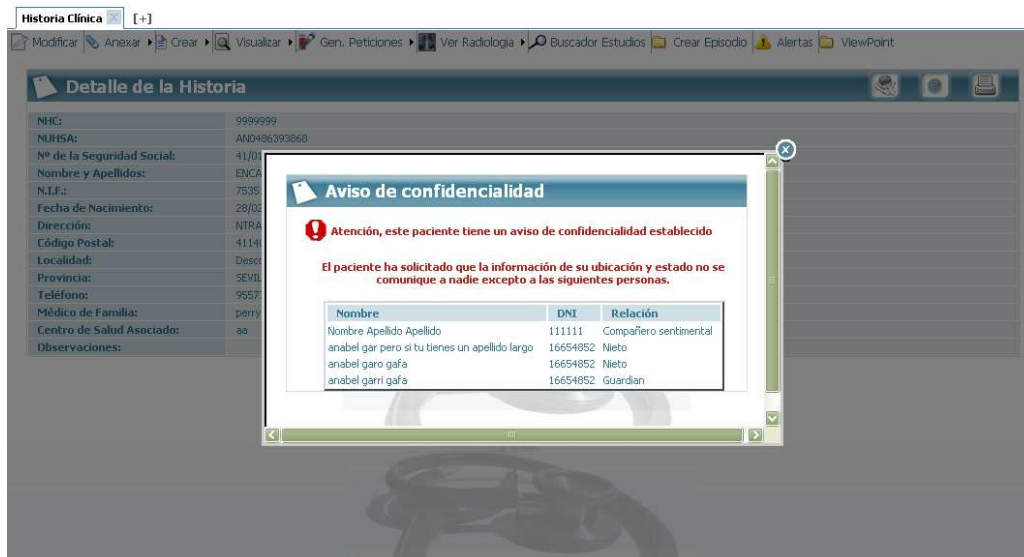 Historia Clínica [+]
Modificar Anexar Crear Visualizar Gen. Peticiones Ver Radiologia Buscador Estudios Crear Episodio Alertas ViewPoint
Detalle de la Historia
NHC: 9999999
NUHSA: AN0486393868
Nº de la Seguridad Social: 41/01
Nombre y Apellidos: ENCA
N.I.F.: 7535
Fecha de Nacimiento: 28/02
Dirección: NTRA
Código Postal: 4114
Localidad: Desco
Provincia: SEVIL
Teléfono: 9557
Médico de Familia: perry
Centro de Salud Asociado: aa
Observaciones:
Aviso de confidencialidad
Atención, este paciente tiene un aviso de confidencialidad establecido
El paciente ha solicitado que la información de su ubicación y estado no se
comunique a nadie excepto a las siguientes personas.
Nombre DNI Relación
Nombre Apellido Apellido 111111 Compañero sentimental
anabel gar pero si tu tienes un apellido largo 16654852 Nieto
anabel garo gafa 16654852 Nieto
anabel garri gafa 16654852 Guardian